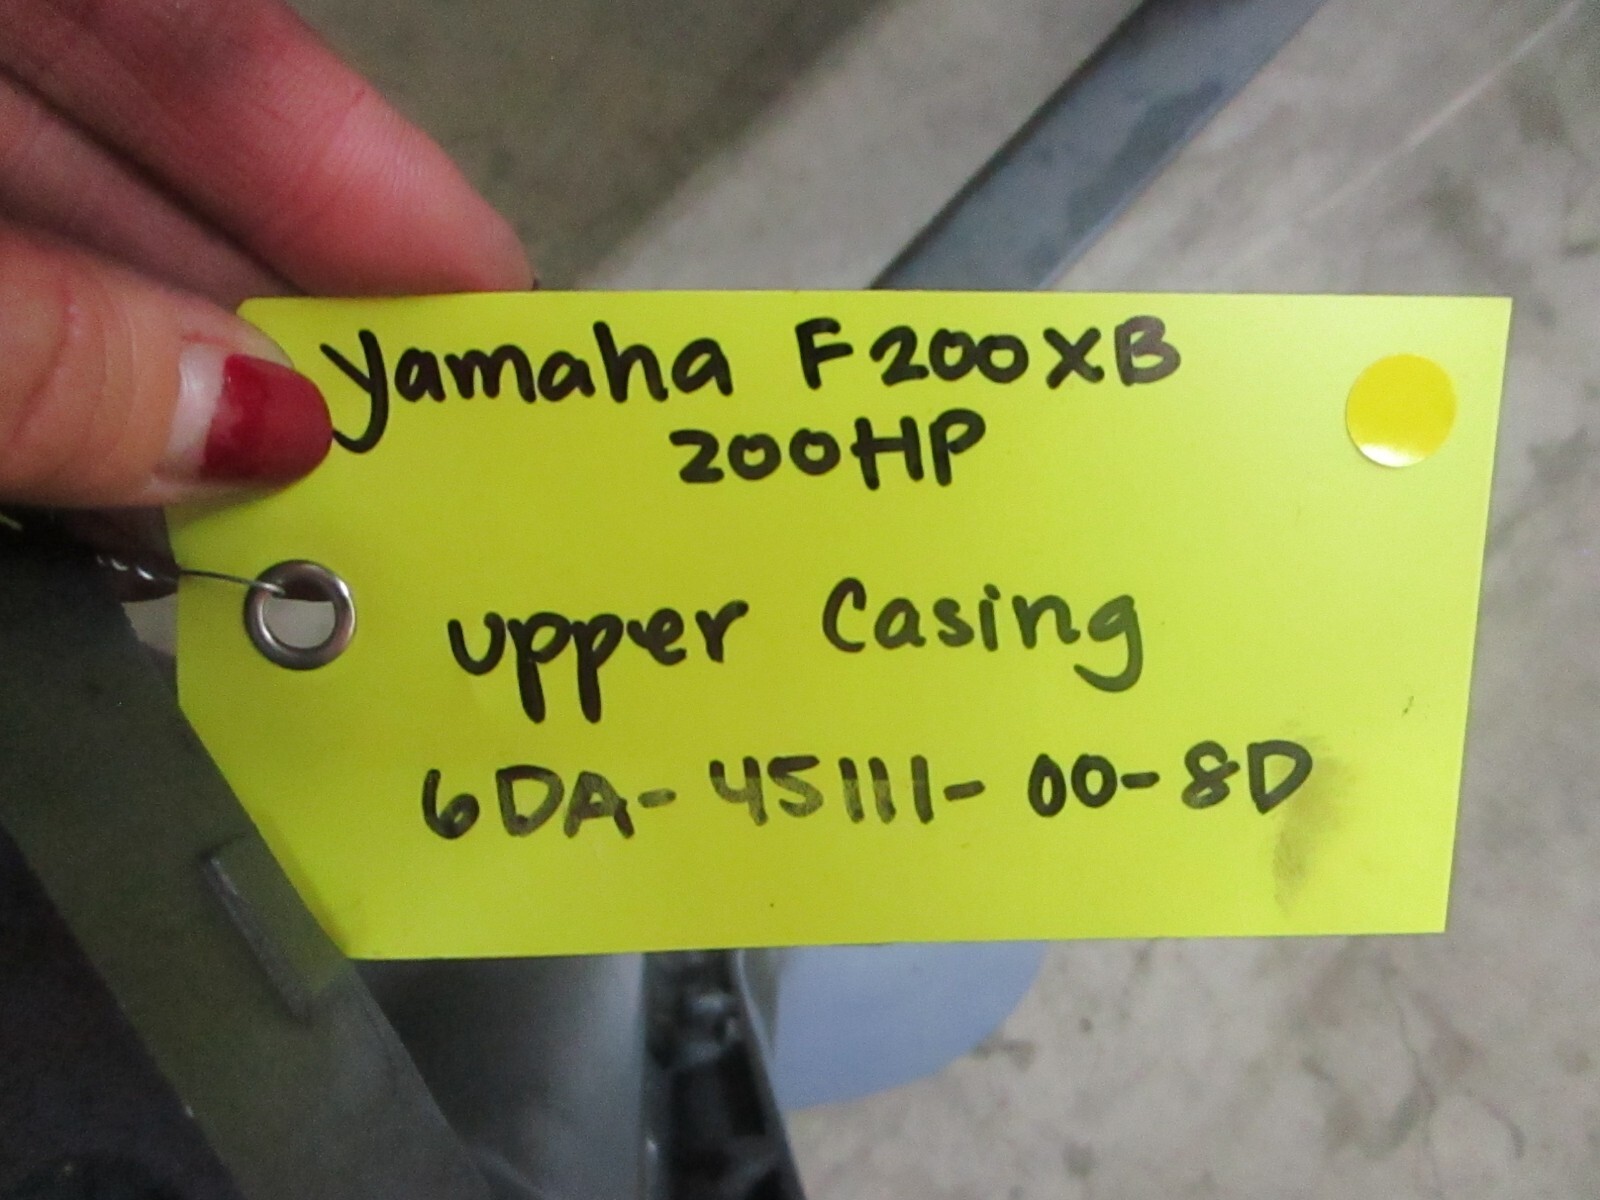 Yamaha F200XB
200HP
upper Casing
6DA-45111-00-8D